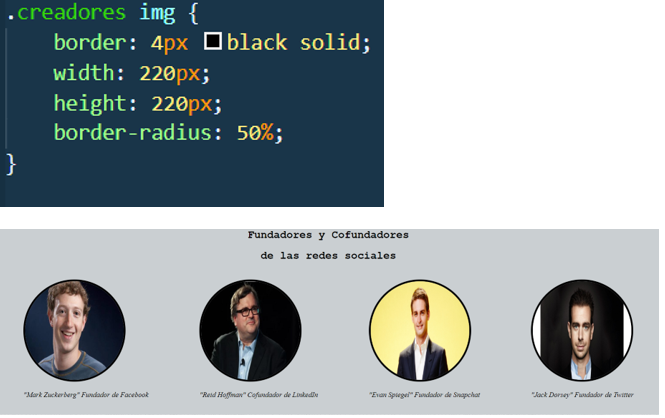 .creadores img {
border: 4px black solid;
width: 220px;
height: 220px;
border-radius: 50%;
}
Fundadores y Cofundadores
de las redes sociales
"Mark Zuckerberg" Fundador de Facebook
"Reid Hoffman" Cofundador de LinkedIn
"Evan Spiegel" Fundador de Snapchat
"Jack Dorsey" Fundador de Twitter